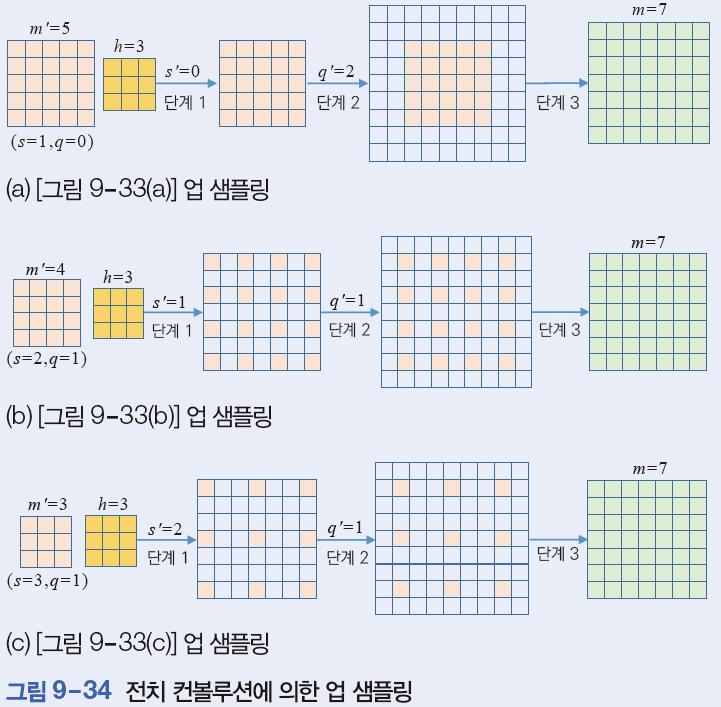 m′=5
h=3
s′=0
단계 1
q′=2
단계 2
단계 3
m=7
(s=1,q=0)
(a) [그림 9-33(a)] 업 샘플링
m′=4
h=3
s′=1
단계 1
q′=1
단계 2
단계 3
m=7
(s=2,q=1)
(b) [그림 9-33(b)] 업 샘플링
m′=3
h=3
s′=2
단계 1
q′=1
단계 2
단계 3
m=7
(s=3,q=1)
(c) [그림 9-33(c)] 업 샘플링
그림 9-34 전치 컨볼루션에 의한 업 샘플링